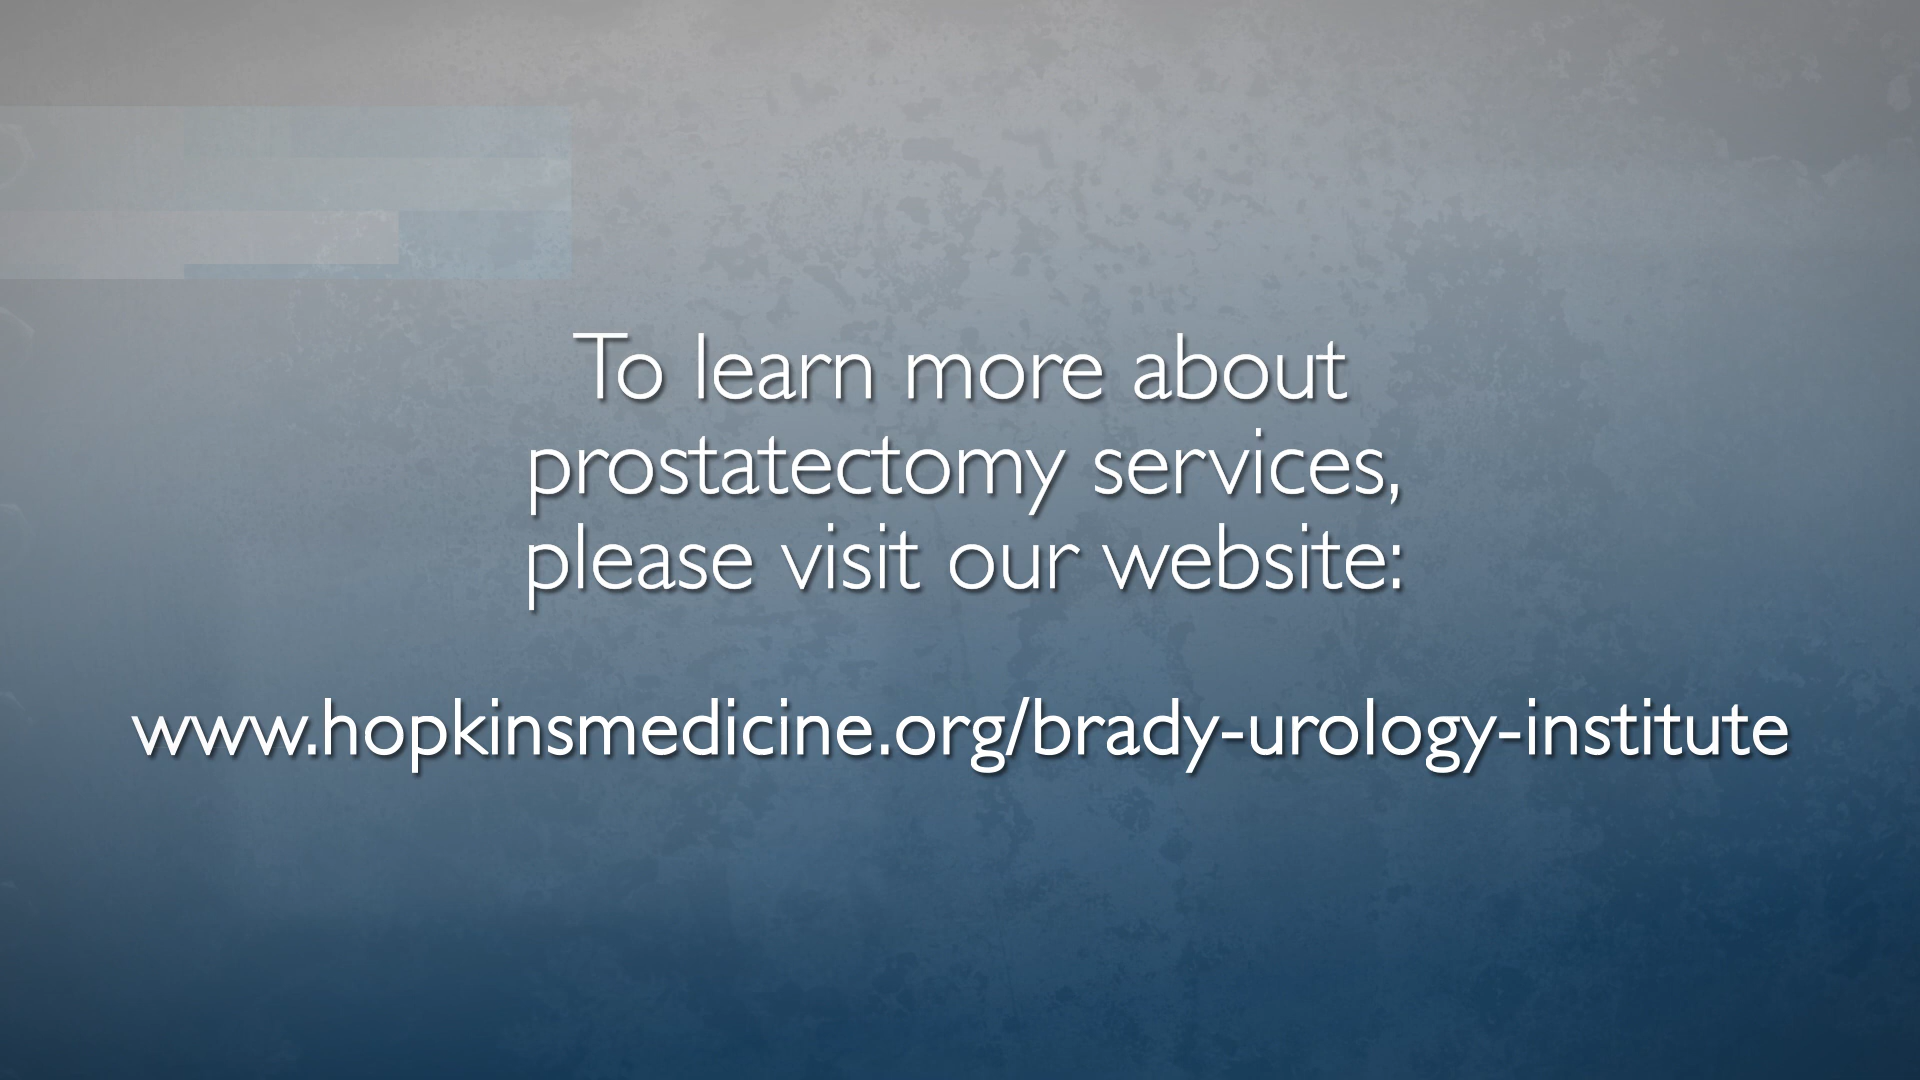 To learn more about
prostatectomy services,
please visit our website:
www.hopkinsmedicine.org/brady-urology-institute